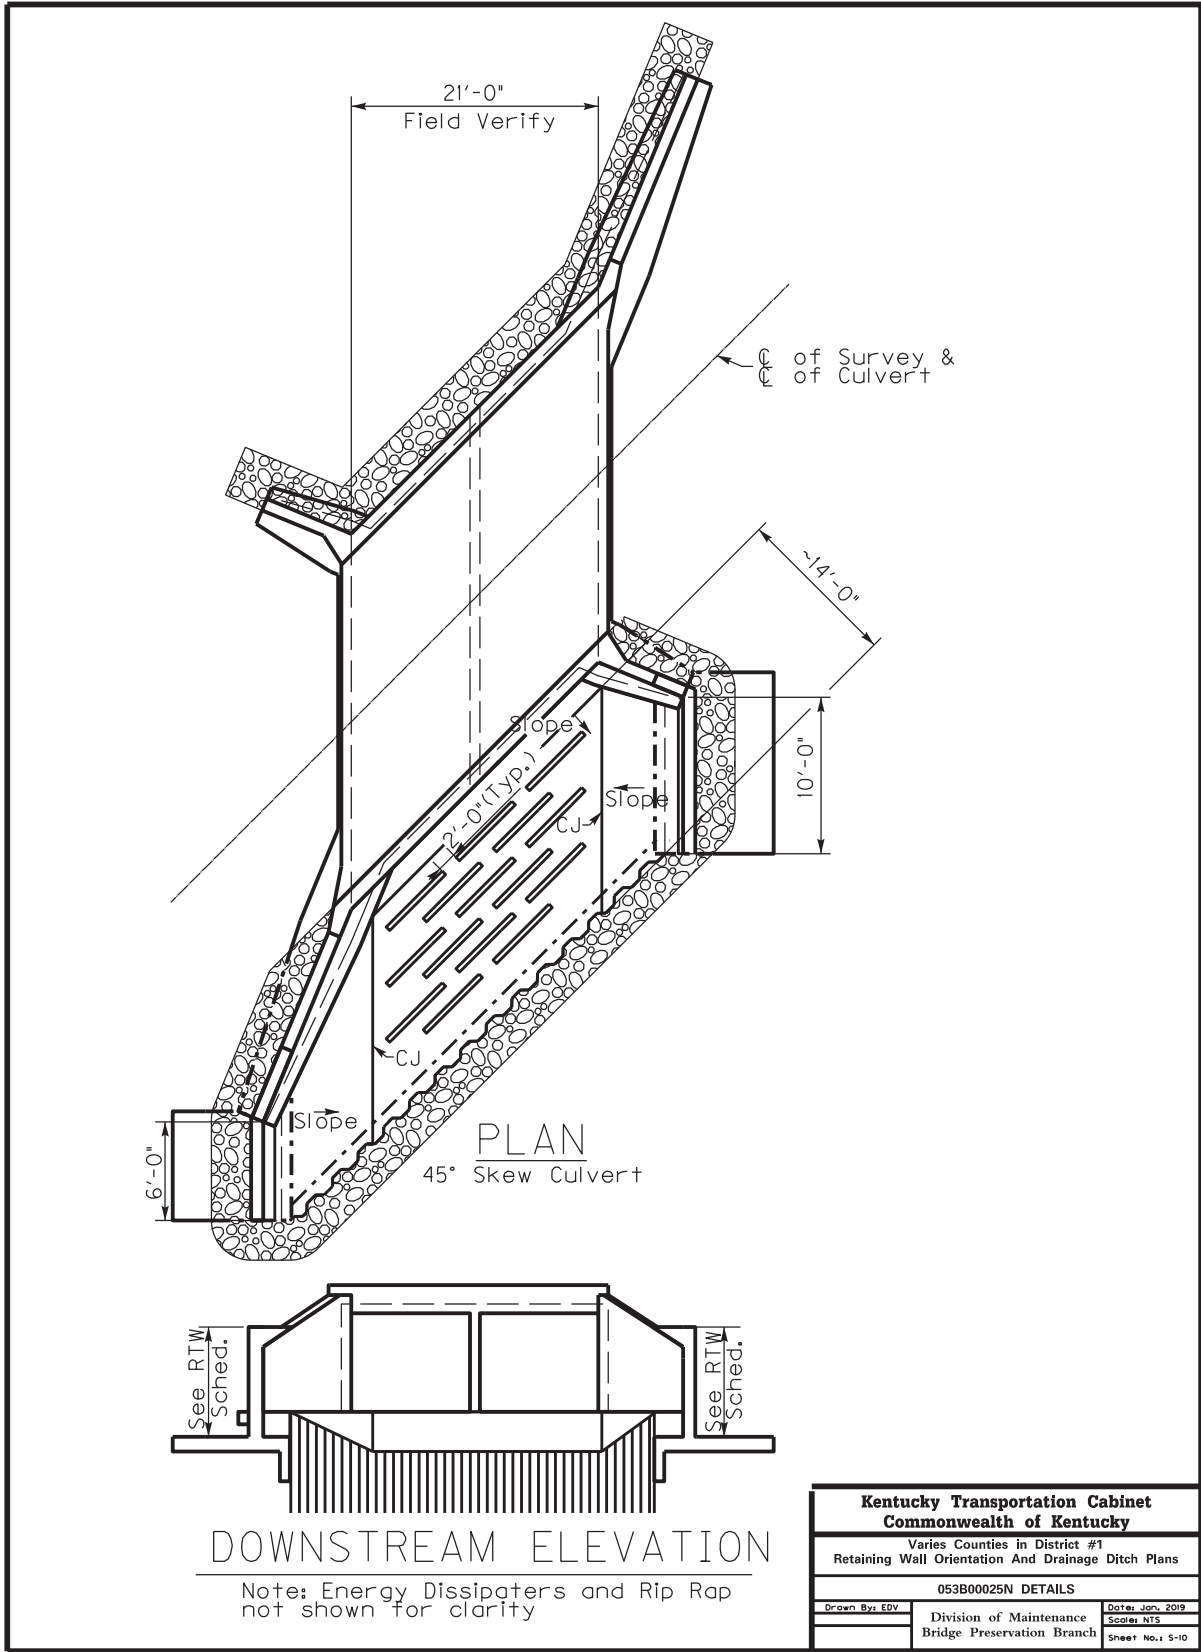 21'-0"
Field Verify
℄ of Survey &
℄ of Culvert
~14'-0"
Slope
2'-0"(Typ.)
10'-0"
Slope
CJ
CJ
Slope
6'-0"
PLAN
45° Skew Culvert
See RTW
Sched.
See RTW
Sched.
DOWNSTREAM ELEVATION
Note: Energy Dissipaters and Rip Rap
not shown for clarity
Kentucky Transportation Cabinet
Commonwealth of Kentucky
Varies Counties in District #1
Retaining Wall Orientation And Drainage Ditch Plans
053B00025N DETAILS
Drawn By: EDV
Division of Maintenance
Bridge Preservation Branch
Date: Jan. 2019
Scale: NTS
Sheet No.: S-10